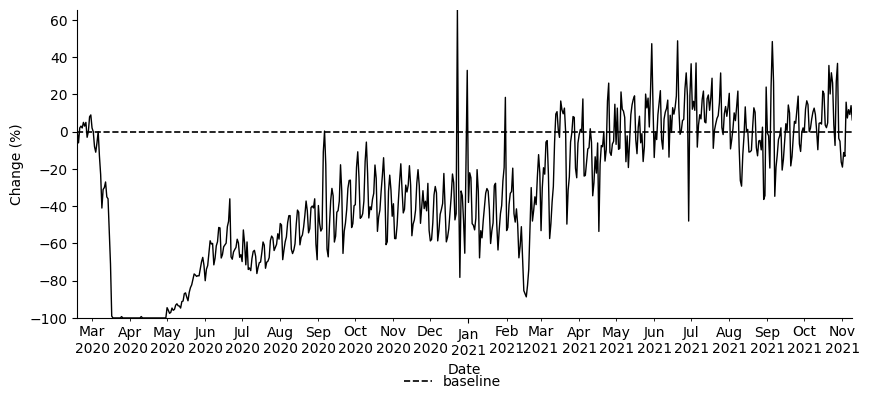 Change (%)
60
40
20
0
−20
−40
−60
−80
−100
Mar Apr May Jun Jul Aug Sep Oct Nov Dec Jan Feb Mar Apr May Jun Jul Aug Sep Oct Nov
2020 2020 2020 2020 2020 2020 2020 2020 2020 2020 2021 2021 2021 2021 2021 2021 2021 2021 2021 2021 2021
Date
baseline